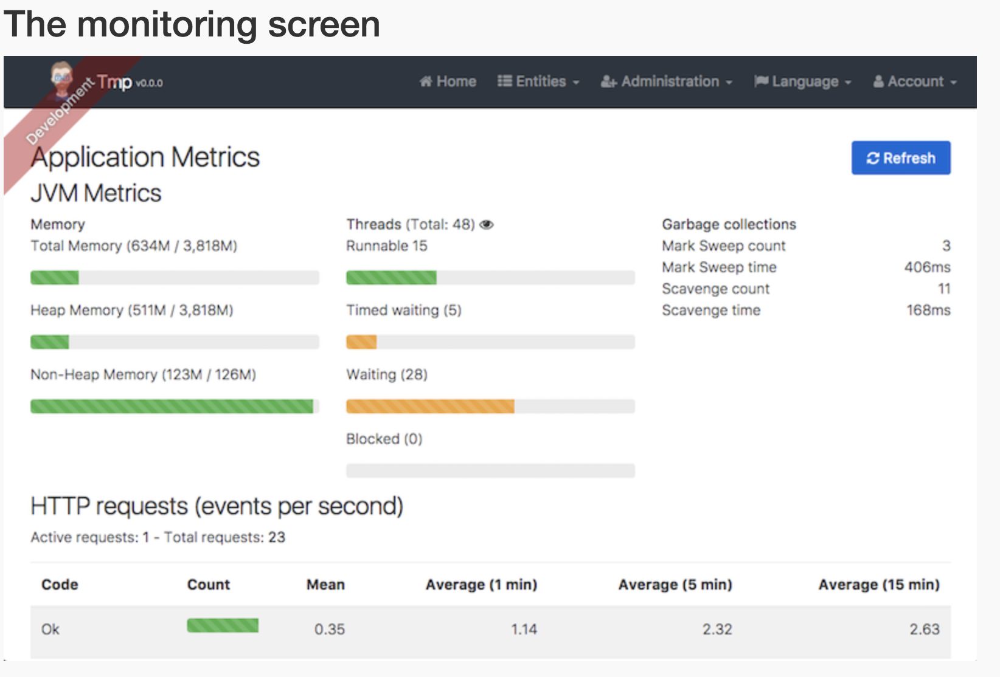 The monitoring screen
Development
Tmp v0.0.0
Home Entities Administration Language Account
Application Metrics
Refresh
JVM Metrics
Memory
Total Memory (634M / 3,818M)
Heap Memory (511M / 3,818M)
Non-Heap Memory (123M / 126M)
Threads (Total: 48)
Runnable 15
Timed waiting (5)
Waiting (28)
Blocked (0)
Garbage collections
Mark Sweep count 3
Mark Sweep time 406ms
Scavenge count 11
Scavenge time 168ms
HTTP requests (events per second)
Active requests: 1 - Total requests: 23
Code Count Mean Average (1 min) Average (5 min) Average (15 min)
Ok 0.35 1.14 2.32 2.63